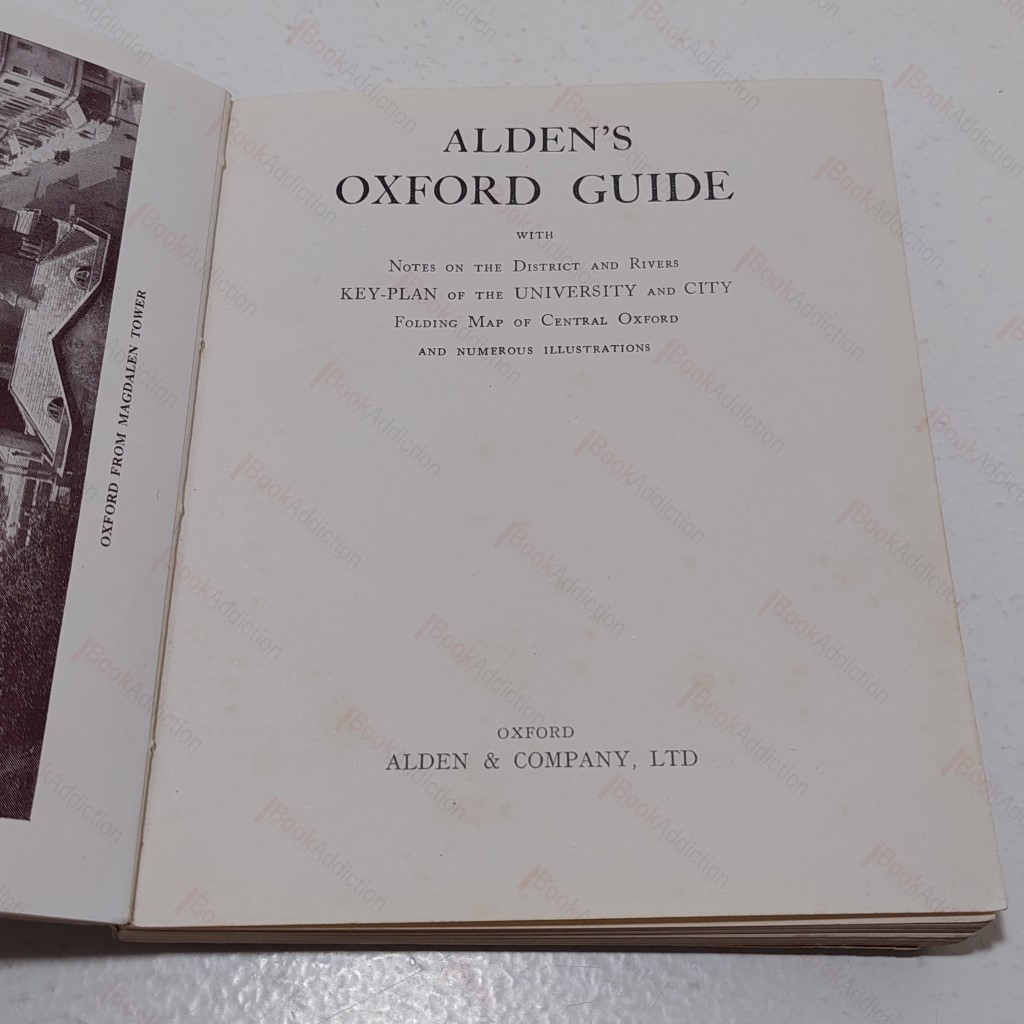 OXFORD FROM MAGDALEN TOWER
ALDEN'S
OXFORD GUIDE
WITH
NOTES ON THE DISTRICT AND RIVERS
KEY-PLAN OF THE UNIVERSITY AND CITY
FOLDING MAP OF CENTRAL OXFORD
AND NUMEROUS ILLUSTRATIONS
OXFORD
ALDEN & COMPANY, LTD
BookAddiction